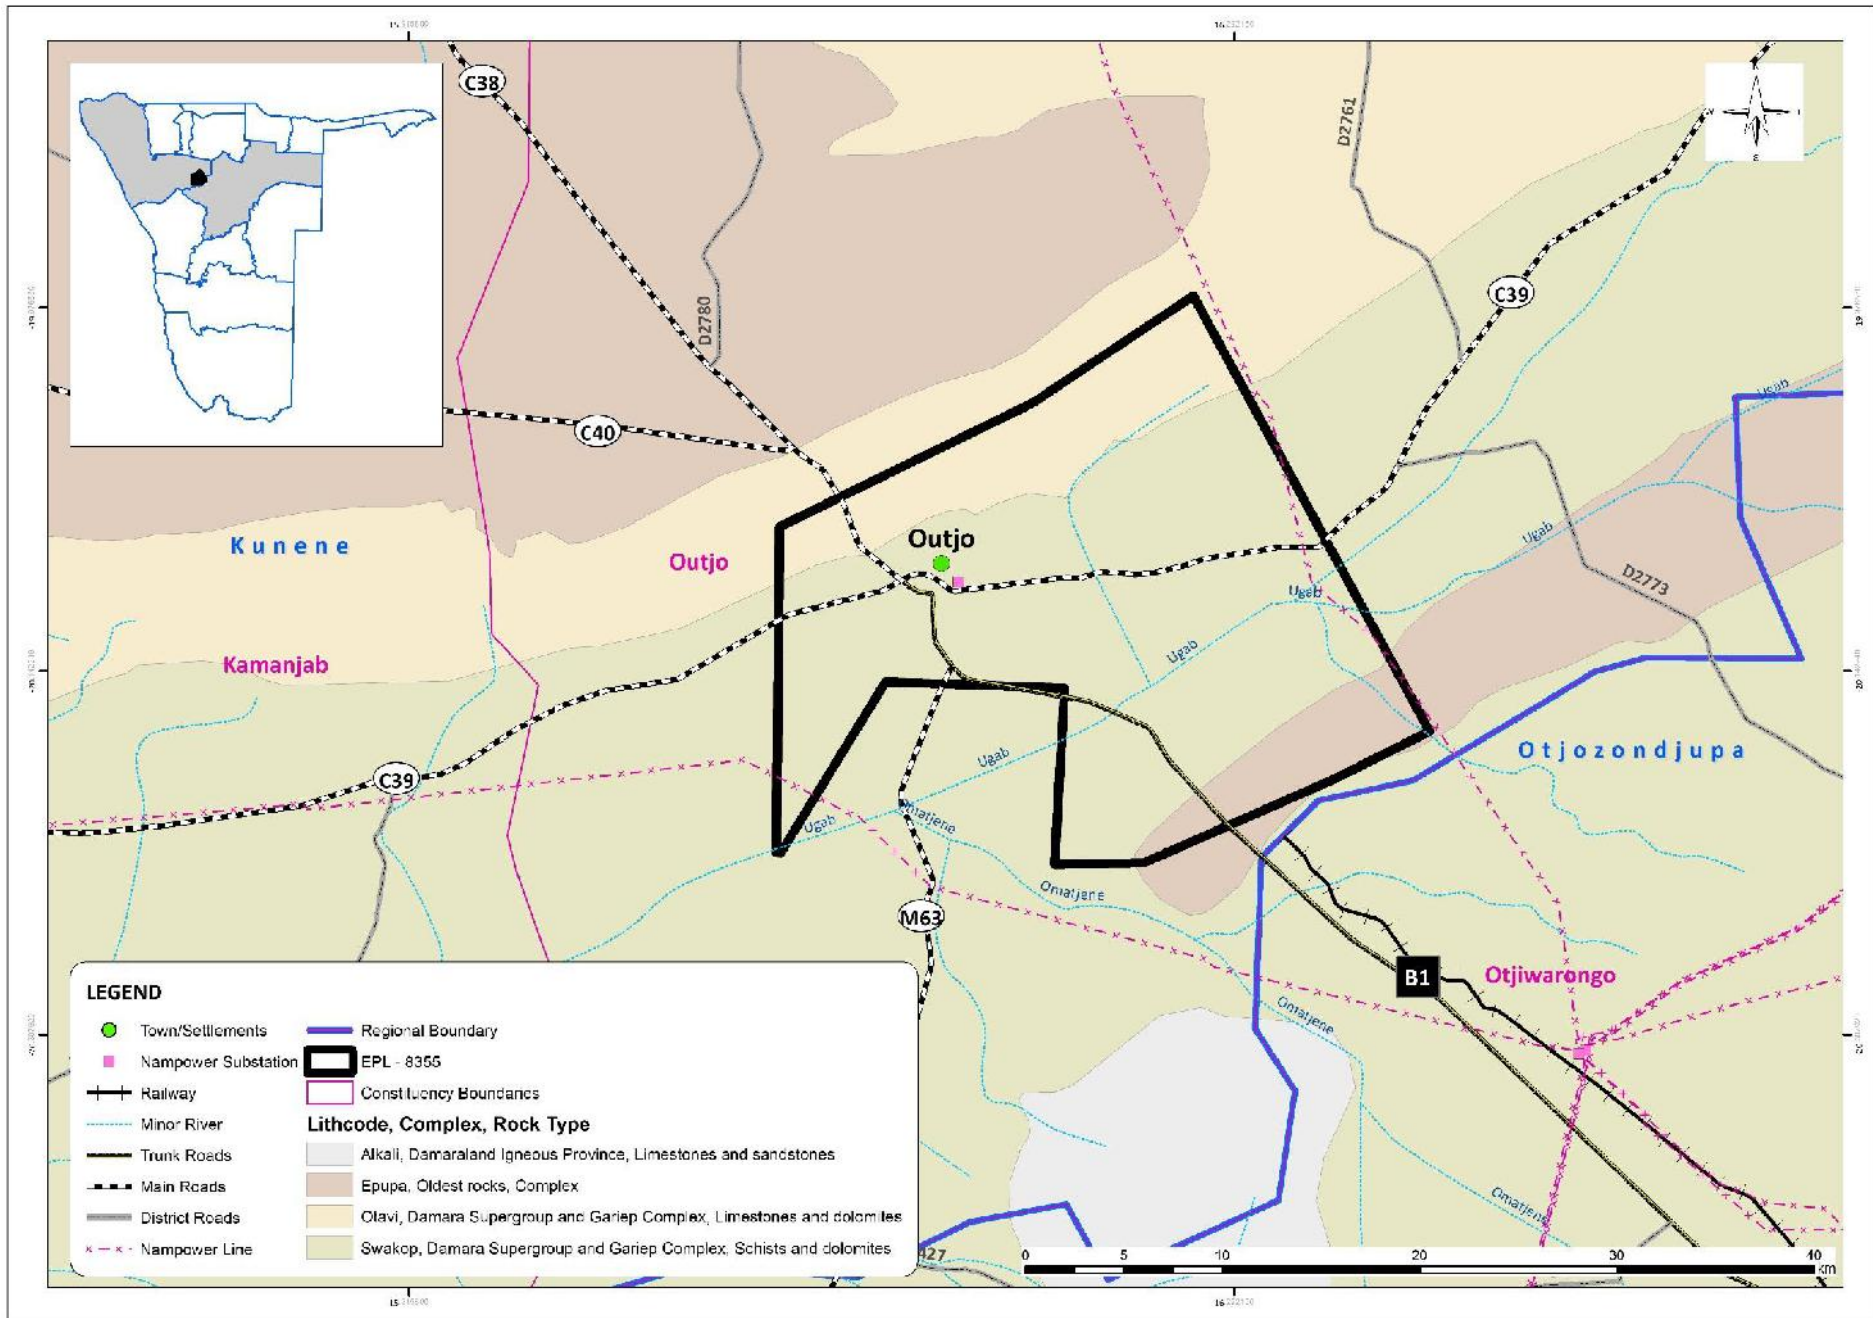 C38
D2761
C39
D2780
C40
Ugab
Kunene
Outjo
Outjo
Ugab
D2773
Ugab
Kamanjab
Ugab
Otjozondjupa
Ugab
C39
Omatjene
Ugab
Omatjene
M63
B1
Otjiwarongo
Omatjene
Omatjene
427
LEGEND
Town/Settlements
Nampower Substation
Railway
Minor River
Trunk Roads
Main Roads
District Roads
Nampower Line
Regional Boundary
EPL - 8355
Constituency Boundaries
Lithcode, Complex, Rock Type
Alkali, Damaraland Igneous Province, Limestones and sandstones
Epupa, Oldest rocks, Complex
Olavi, Damara Supergroup and Gariep Complex, Limestones and dolomites
Swakop, Damara Supergroup and Gariep Complex, Schists and dolomites
0 5 10 20 30 40
km